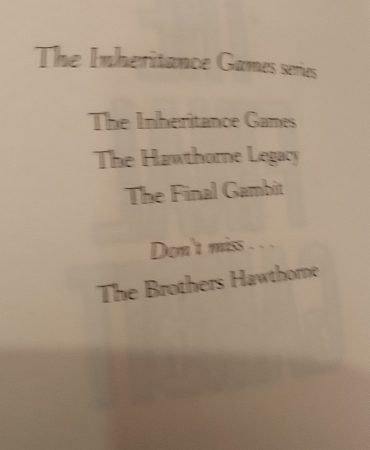 The Inheritance Games series
The Inheritance Games
The Hawthorne Legacy
The Final Gambit
Don't miss . . .
The Brothers Hawthorne